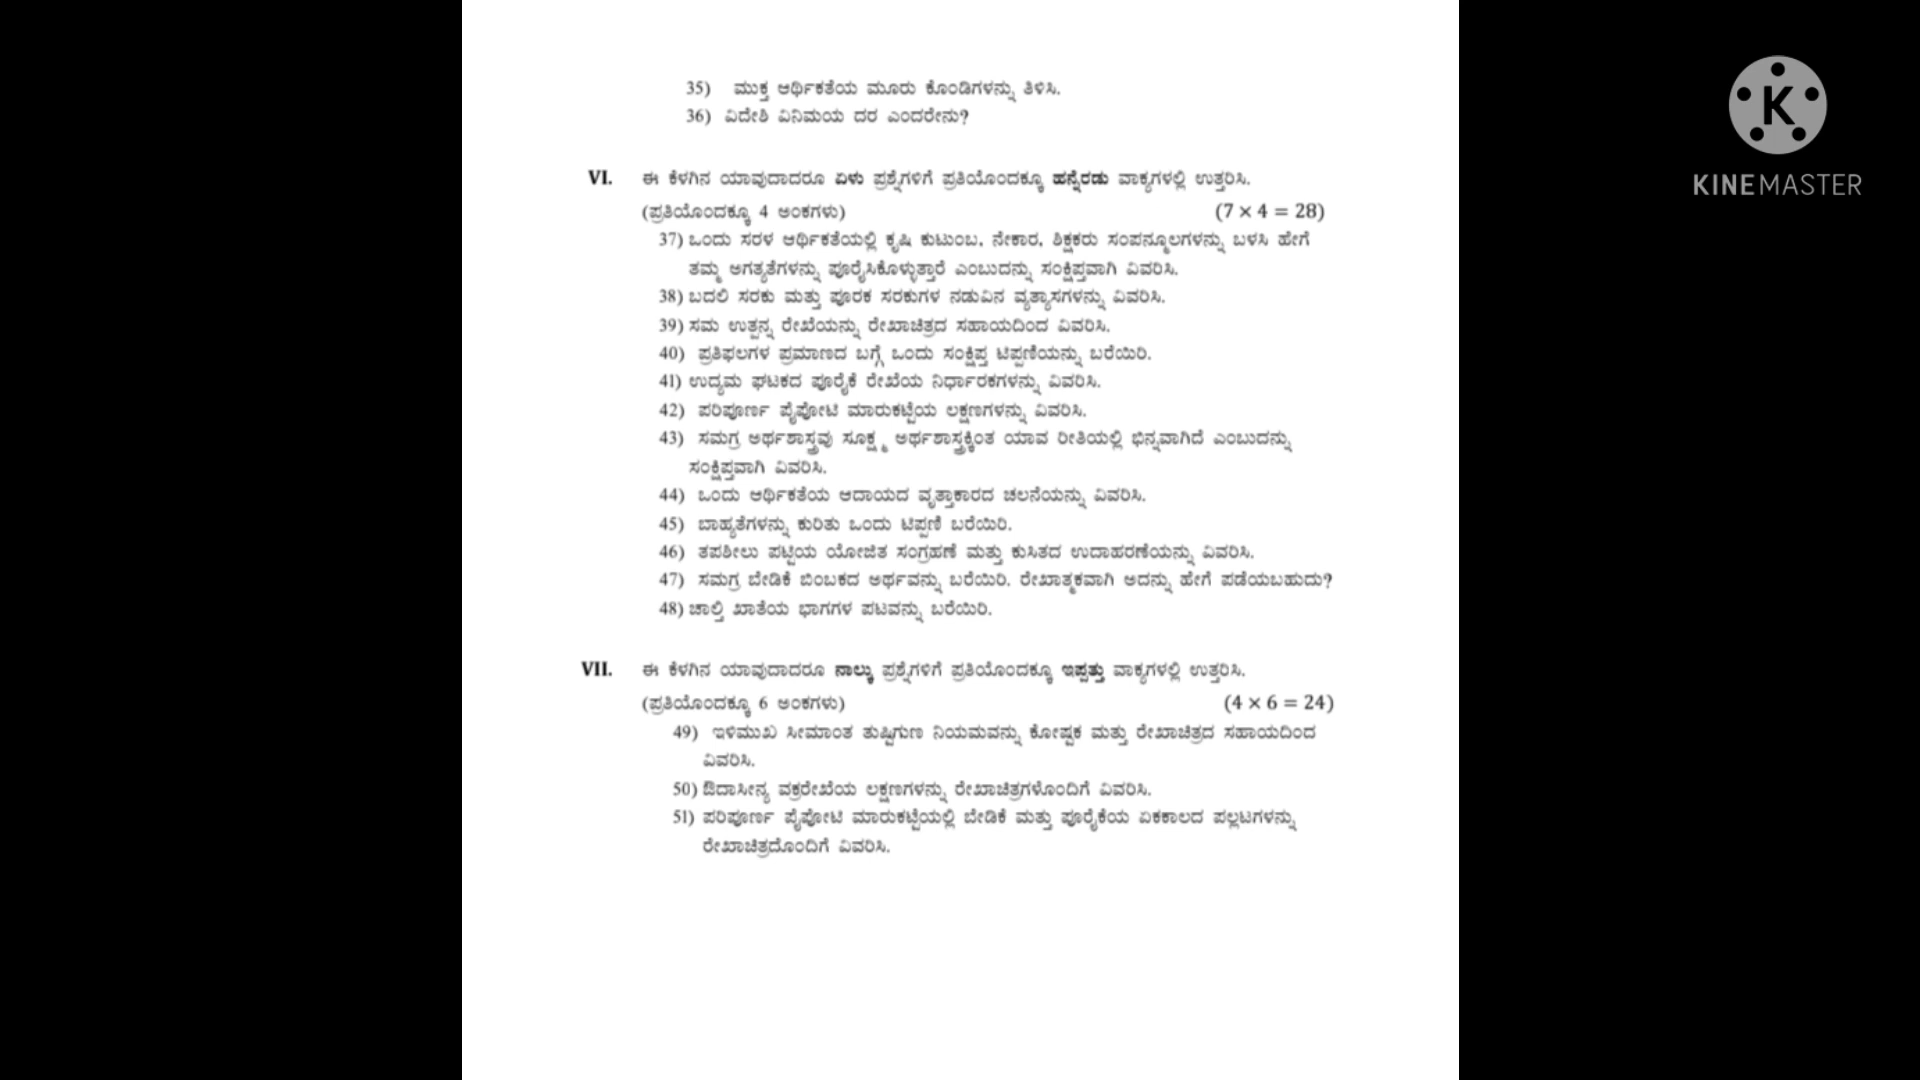 35) ಮುಕ್ತ ಆರ್ಥಿಕತೆಯ ಮೂರು ಕೊಂಡಿಗಳನ್ನು ತಿಳಿಸಿ.
36) ವಿದೇಶಿ ವಿನಿಮಯ ದರ ಎಂದರೇನು?
VI. ಈ ಕೆಳಗಿನ ಯಾವುದಾದರೂ ಏಳು ಪ್ರಶ್ನೆಗಳಿಗೆ ಪ್ರತಿಯೊಂದಕ್ಕೂ ಹನ್ನೆರಡು ವಾಕ್ಯಗಳಲ್ಲಿ ಉತ್ತರಿಸಿ.
(ಪ್ರತಿಯೊಂದಕ್ಕೂ 4 ಅಂಕಗಳು) (7 × 4 = 28)
37) ಒಂದು ಸರಳ ಆರ್ಥಿಕತೆಯಲ್ಲಿ ಕೃಷಿ ಕುಟುಂಬ, ನೇಕಾರ, ಶಿಕ್ಷಕರು ಸಂಪನ್ಮೂಲಗಳನ್ನು ಬಳಸಿ ಹೇಗೆ
ತಮ್ಮ ಅಗತ್ಯತೆಗಳನ್ನು ಪೂರೈಸಿಕೊಳ್ಳುತ್ತಾರೆ ಎಂಬುದನ್ನು ಸಂಕ್ಷಿಪ್ತವಾಗಿ ವಿವರಿಸಿ.
38) ಬದಲಿ ಸರಕು ಮತ್ತು ಪೂರಕ ಸರಕುಗಳ ನಡುವಿನ ವ್ಯತ್ಯಾಸಗಳನ್ನು ವಿವರಿಸಿ.
39) ಸಮ ಉತ್ಪನ್ನ ರೇಖೆಯನ್ನು ರೇಖಾಚಿತ್ರದ ಸಹಾಯದಿಂದ ವಿವರಿಸಿ.
40) ಪ್ರತಿಫಲಗಳ ಪ್ರಮಾಣದ ಬಗ್ಗೆ ಒಂದು ಸಂಕ್ಷಿಪ್ತ ಟಿಪ್ಪಣಿಯನ್ನು ಬರೆಯಿರಿ.
41) ಉದ್ಯಮ ಘಟಕದ ಪೂರೈಕೆ ರೇಖೆಯ ನಿರ್ಧಾರಕಗಳನ್ನು ವಿವರಿಸಿ.
42) ಪರಿಪೂರ್ಣ ಪೈಪೋಟಿ ಮಾರುಕಟ್ಟೆಯ ಲಕ್ಷಣಗಳನ್ನು ವಿವರಿಸಿ.
43) ಸಮಗ್ರ ಅರ್ಥಶಾಸ್ತ್ರವು ಸೂಕ್ಷ್ಮ ಅರ್ಥಶಾಸ್ತ್ರಕ್ಕಿಂತ ಯಾವ ರೀತಿಯಲ್ಲಿ ಭಿನ್ನವಾಗಿದೆ ಎಂಬುದನ್ನು
ಸಂಕ್ಷಿಪ್ತವಾಗಿ ವಿವರಿಸಿ.
44) ಒಂದು ಆರ್ಥಿಕತೆಯ ಆದಾಯದ ವೃತ್ತಾಕಾರದ ಚಲನೆಯನ್ನು ವಿವರಿಸಿ.
45) ಬಾಹ್ಯತೆಗಳನ್ನು ಕುರಿತು ಒಂದು ಟಿಪ್ಪಣಿ ಬರೆಯಿರಿ.
46) ತಪಶೀಲು ಪಟ್ಟಿಯ ಯೋಜಿತ ಸಂಗ್ರಹಣೆ ಮತ್ತು ಕುಸಿತದ ಉದಾಹರಣೆಯನ್ನು ವಿವರಿಸಿ.
47) ಸಮಗ್ರ ಬೇಡಿಕೆ ಬಿಂಬಕದ ಅರ್ಥವನ್ನು ಬರೆಯಿರಿ. ರೇಖಾತ್ಮಕವಾಗಿ ಅದನ್ನು ಹೇಗೆ ಪಡೆಯಬಹುದು?
48) ಚಾಲ್ತಿ ಖಾತೆಯ ಭಾಗಗಳ ಪಟವನ್ನು ಬರೆಯಿರಿ.
VII. ಈ ಕೆಳಗಿನ ಯಾವುದಾದರೂ ನಾಲ್ಕು ಪ್ರಶ್ನೆಗಳಿಗೆ ಪ್ರತಿಯೊಂದಕ್ಕೂ ಇಪ್ಪತ್ತು ವಾಕ್ಯಗಳಲ್ಲಿ ಉತ್ತರಿಸಿ.
(ಪ್ರತಿಯೊಂದಕ್ಕೂ 6 ಅಂಕಗಳು) (4 × 6 = 24)
49) ಇಳಿಮುಖ ಸೀಮಾಂತ ತುಷ್ಟಿಗುಣ ನಿಯಮವನ್ನು ಕೋಷ್ಟಕ ಮತ್ತು ರೇಖಾಚಿತ್ರದ ಸಹಾಯದಿಂದ
ವಿವರಿಸಿ.
50) ಔದಾಸೀನ್ಯ ವಕ್ರರೇಖೆಯ ಲಕ್ಷಣಗಳನ್ನು ರೇಖಾಚಿತ್ರಗಳೊಂದಿಗೆ ವಿವರಿಸಿ.
51) ಪರಿಪೂರ್ಣ ಪೈಪೋಟಿ ಮಾರುಕಟ್ಟೆಯಲ್ಲಿ ಬೇಡಿಕೆ ಮತ್ತು ಪೂರೈಕೆಯ ಏಕಕಾಲದ ಪಲ್ಲಟಗಳನ್ನು
ರೇಖಾಚಿತ್ರದೊಂದಿಗೆ ವಿವರಿಸಿ.
K
KINEMASTER